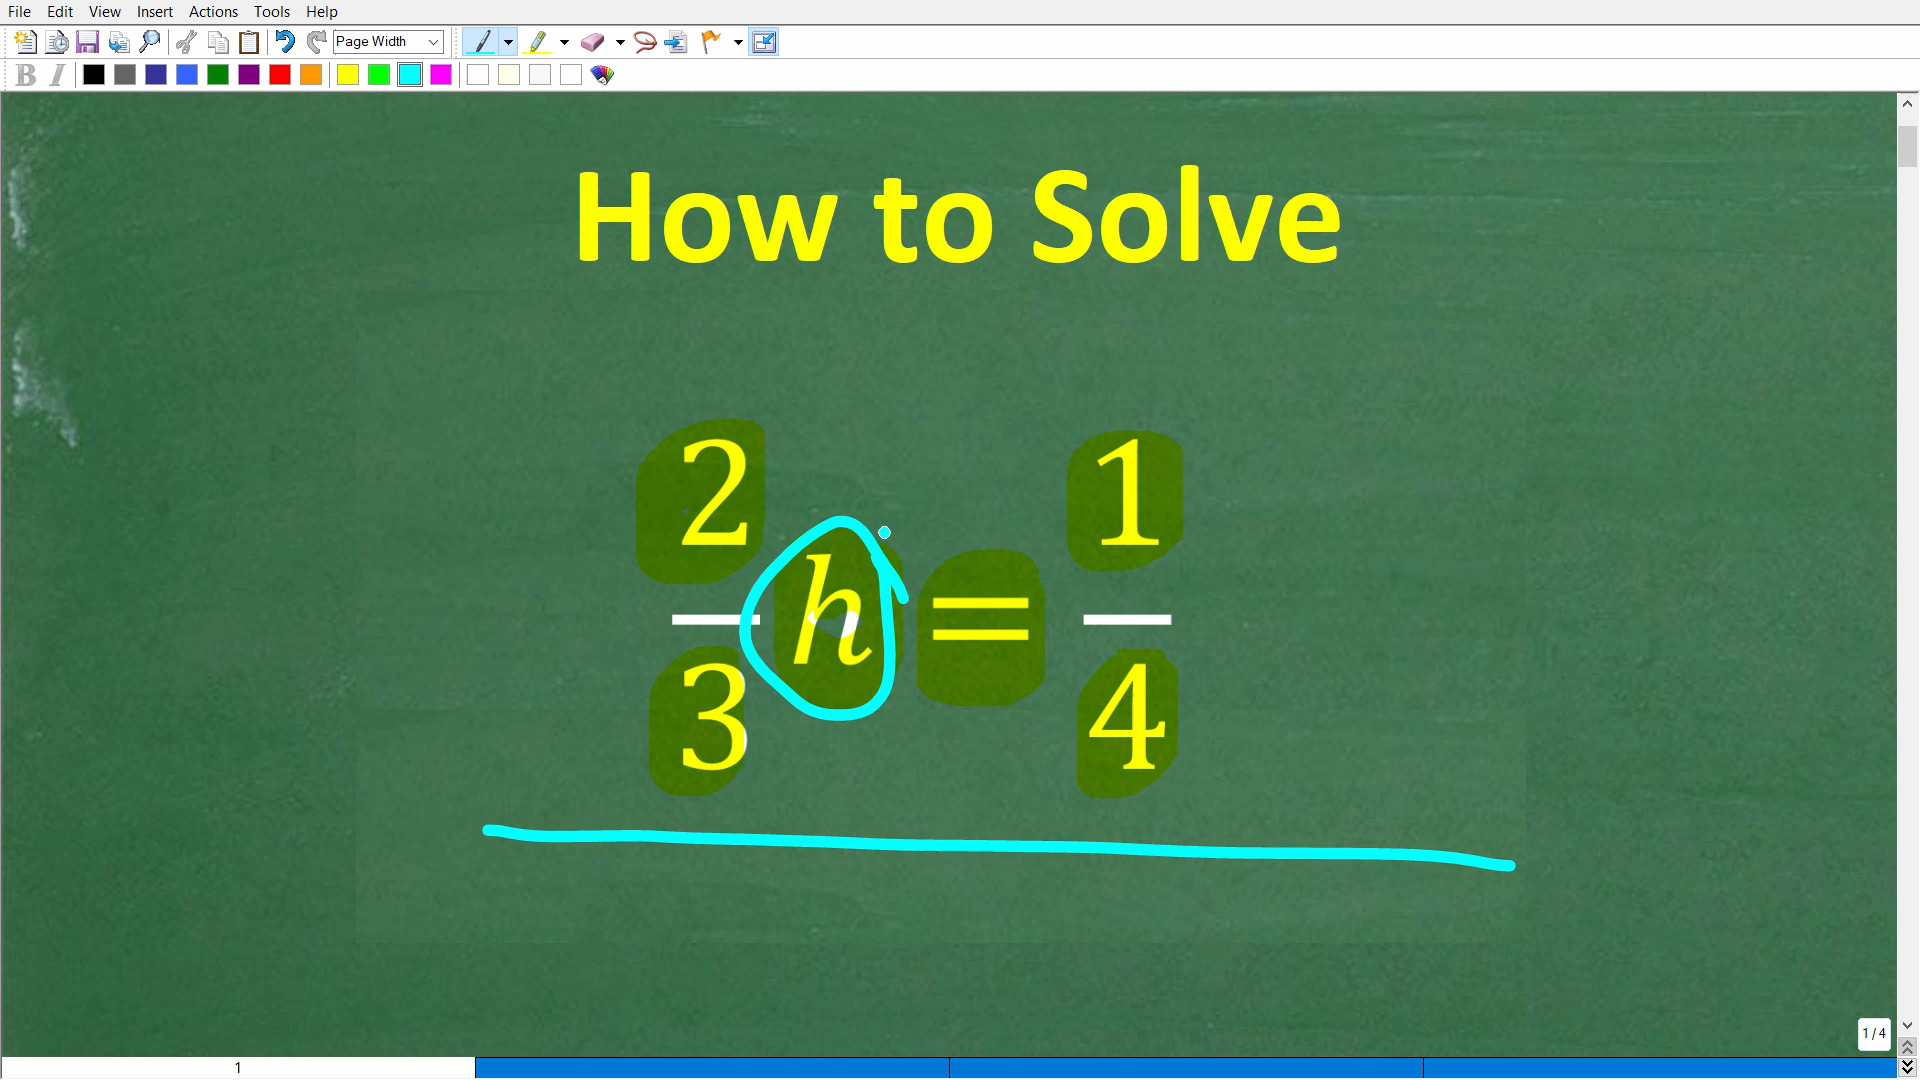 File Edit View Insert Actions Tools Help
Page Width
B I
How to Solve
2/3 h = 1/4
1/4
1